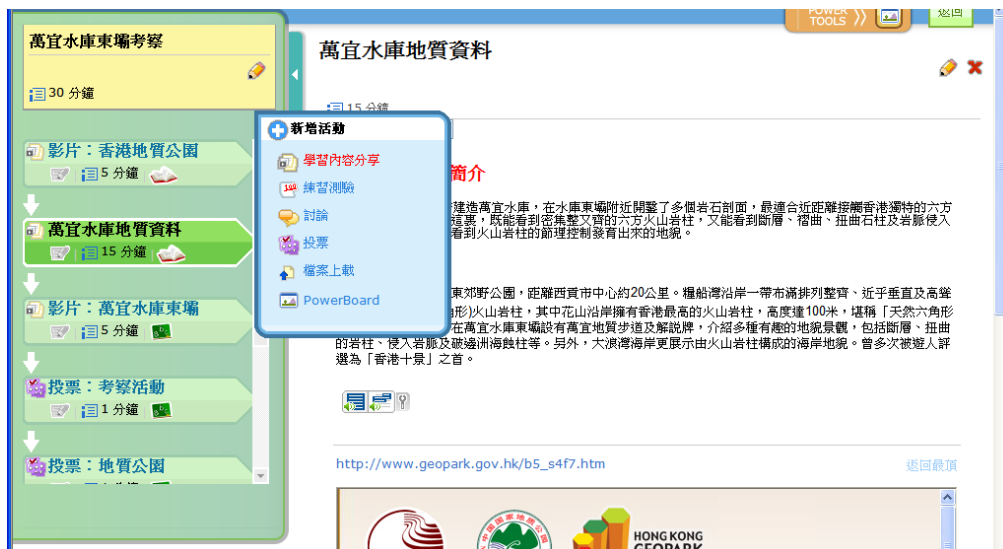 POWER
TOOLS
返回
萬宜水庫東壩考察
30 分鐘
影片：香港地質公園
5 分鐘
萬宜水庫地質資料
15 分鐘
影片：萬宜水庫東壩
5 分鐘
投票：考察活動
1 分鐘
投票：地質公園
新增活動
學習內容分享
練習測驗
討論
投票
檔案上載
PowerBoard
萬宜水庫地質資料
15 分鐘
簡介
建造萬宜水庫，在水庫東壩附近開鑿了多個岩石剖面，最適合近距離接觸香港獨特的六方
這裏，既能看到密集整又齊的六方火山岩柱，又能看到斷層、褶曲、扭曲石柱及岩脈侵入
看到火山岩柱的節理控制發育出來的地貌。
東郊野公園，距離西貢市中心約20公里。糧船灣沿岸一帶布滿排列整齊、近乎垂直及高聳
角形)火山岩柱，其中花山沿岸擁有香港最高的火山岩柱，高度達100米，堪稱「天然六角形
在萬宜水庫東壩設有萬宜地質步道及解說牌，介紹多種有趣的地貌景觀，包括斷層、扭曲
的岩柱、侵入岩脈及破邊洲海蝕柱等。另外，大浪灣海岸更展示由火山岩柱構成的海岸地貌。曾多次被遊人評
選為「香港十景」之首。
http://www.geopark.gov.hk/b5_s4f7.htm
返回最頂
HONG KONG
GEOPARK